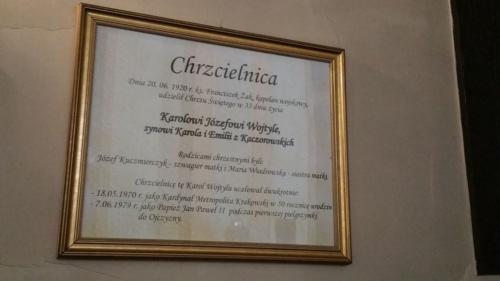 Chrzcielnica
Dnia 20. 06. 1920 r. ks. Franciszek Żak, kapelan wojskowy,
udzielił Chrztu Świętego w 33 dniu życia
Karolowi Józefowi Wojtyle,
synowi Karola i Emilii z Kaczorowskich
Rodzicami chrzestnymi byli:
Józef Kuczmierczyk - szwagier matki i Maria Wiadrowska - siostra matki.
Chrzcielnicę tę Karol Wojtyła ucałował dwukrotnie:
- 18.05.1970 r. jako Kardynał Metropolita Krakowski w 50 rocznicę urodzin
- 7.06.1979 r. jako Papież Jan Paweł II podczas pierwszej pielgrzymki
do Ojczyzny.